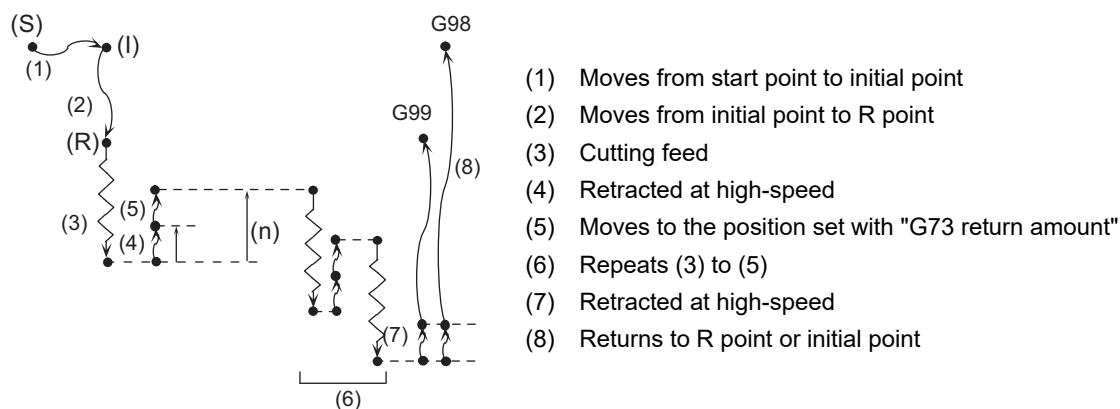 (S)
(I)
(1)
(2)
(R)
(3)
(5)
(4)
(n)
G99
G98
(8)
(7)
(6)
(1) Moves from start point to initial point
(2) Moves from initial point to R point
(3) Cutting feed
(4) Retracted at high-speed
(5) Moves to the position set with "G73 return amount"
(6) Repeats (3) to (5)
(7) Retracted at high-speed
(8) Returns to R point or initial point